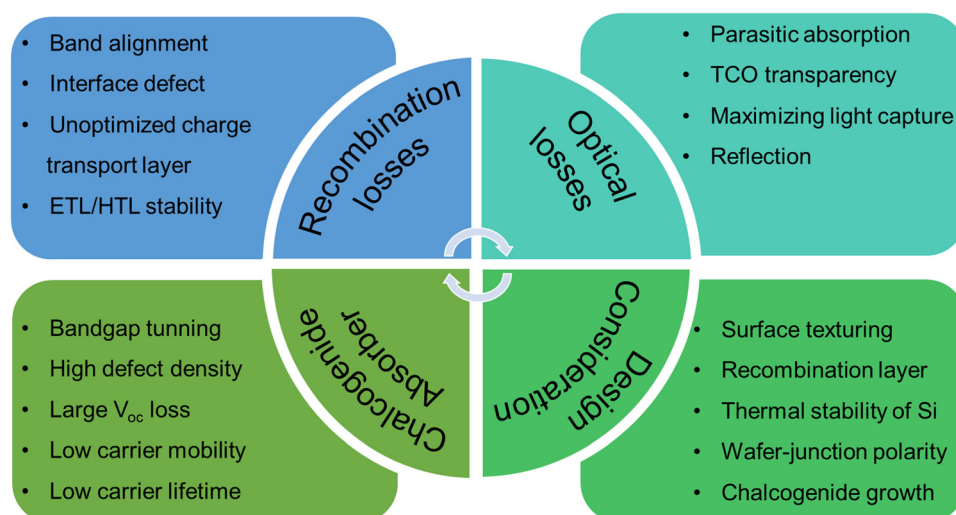 • Band alignment
• Interface defect
• Unoptimized charge
transport layer
• ETL/HTL stability
Recombination
losses
Optical
losses
• Parasitic absorption
• TCO transparency
• Maximizing light capture
• Reflection
• Bandgap tunning
• High defect density
• Large Voc loss
• Low carrier mobility
• Low carrier lifetime
Chalcogenide
Absorber
Design
Consideration
• Surface texturing
• Recombination layer
• Thermal stability of Si
• Wafer-junction polarity
• Chalcogenide growth